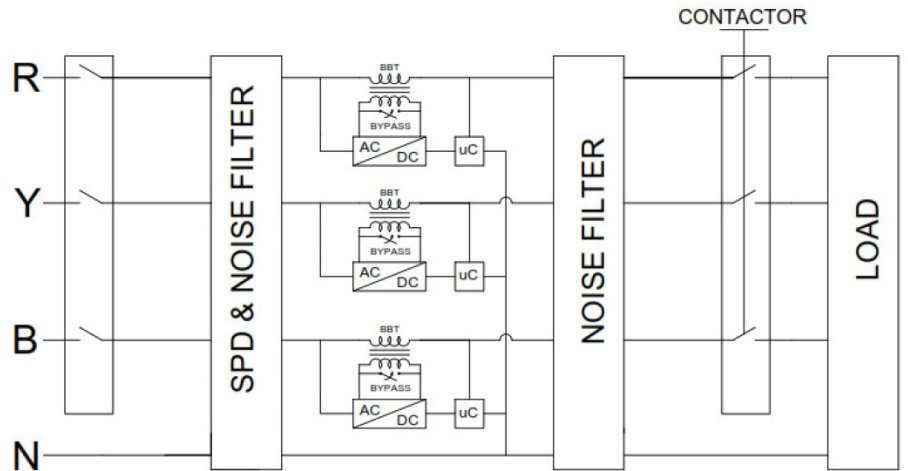 CONTACTOR
R
SPD & NOISE FILTER
BBT
BYPASS
AC
DC
uC
NOISE FILTER
LOAD
Y
BBT
BYPASS
AC
DC
uC
B
BBT
BYPASS
AC
DC
uC
N